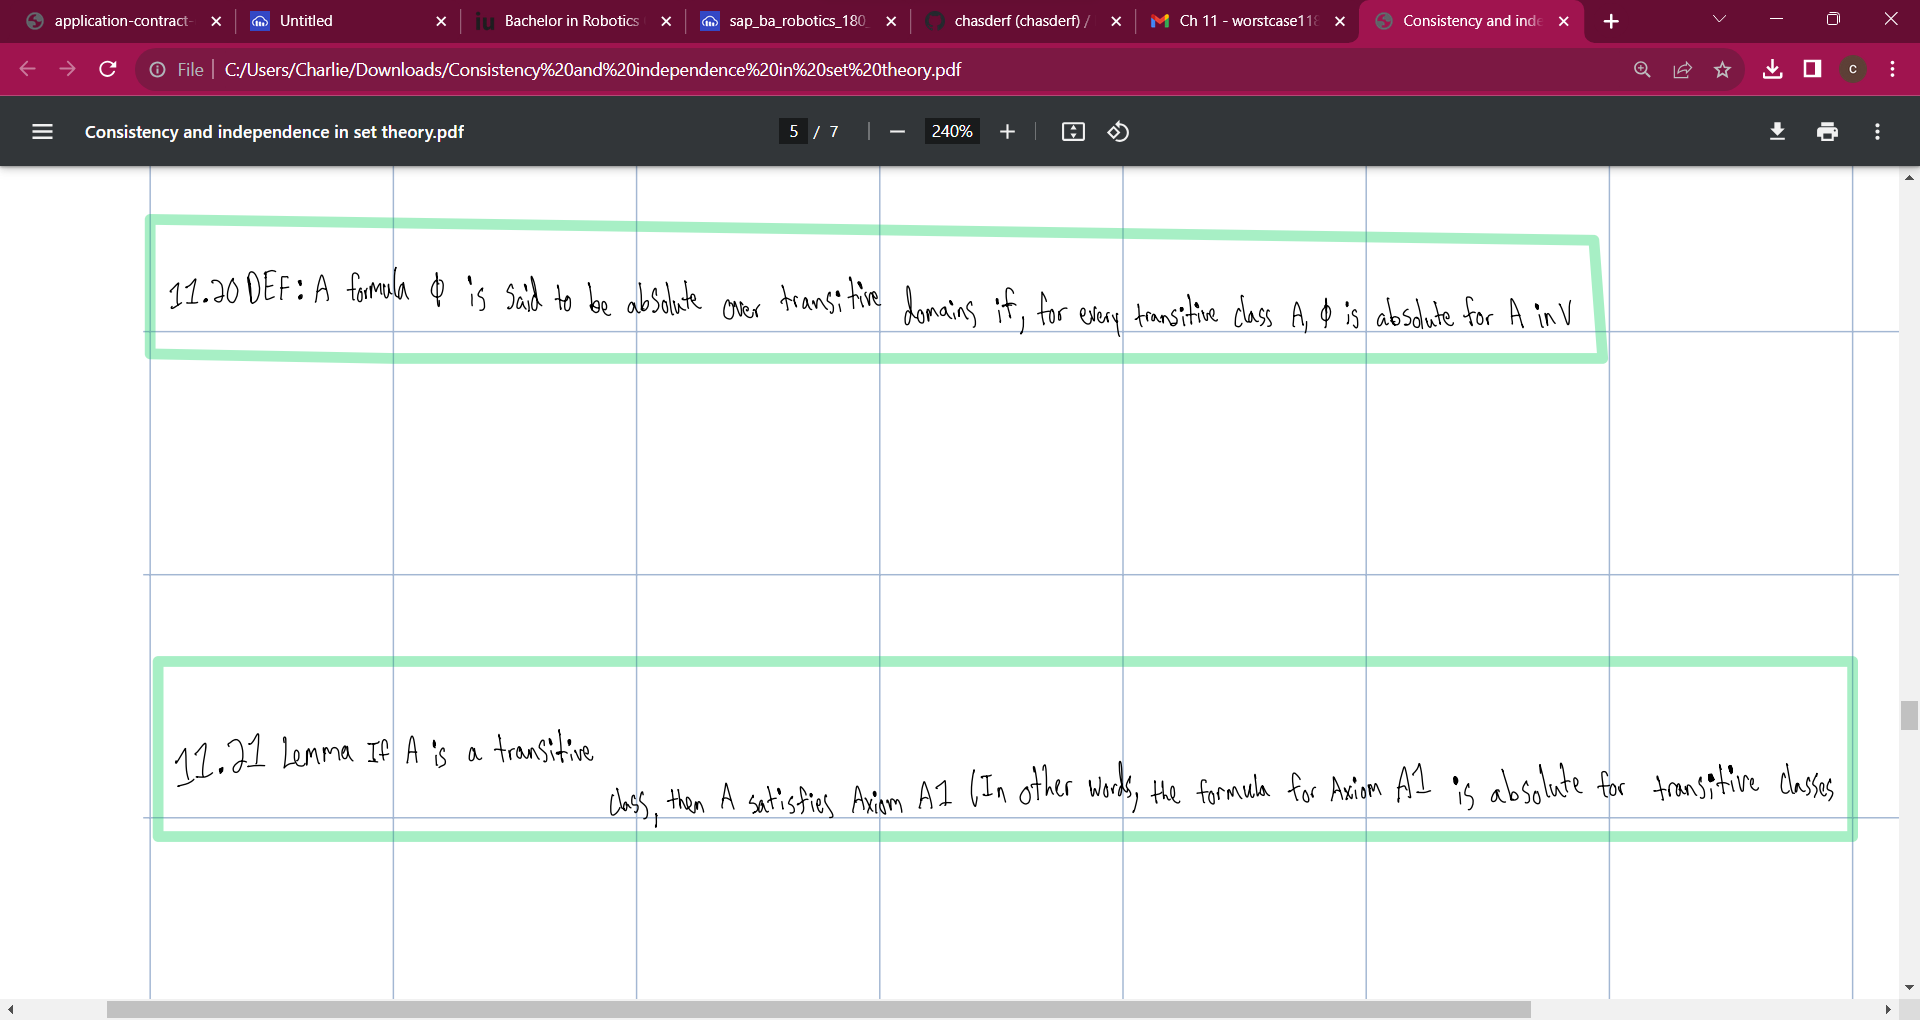 application-contract-
Untitled
iu Bachelor in Robotics
sap_ba_robotics_180_
chasderf (chasderf) /
Ch 11 - worstcase118
Consistency and inde
File
C:/Users/Charlie/Downloads/Consistency%20and%20independence%20in%20set%20theory.pdf
c
Consistency and independence in set theory.pdf
5 / 7
240%
11.20 DEF: A formula ϕ is said to be absolute over transitive domains if, for every transitive class A, ϕ is absolute for A in V
11.21 Lemma If A is a transitive
class, then A satisfies Axiom A1 (In other words, the formula for Axiom A1 is absolute for transitive classes